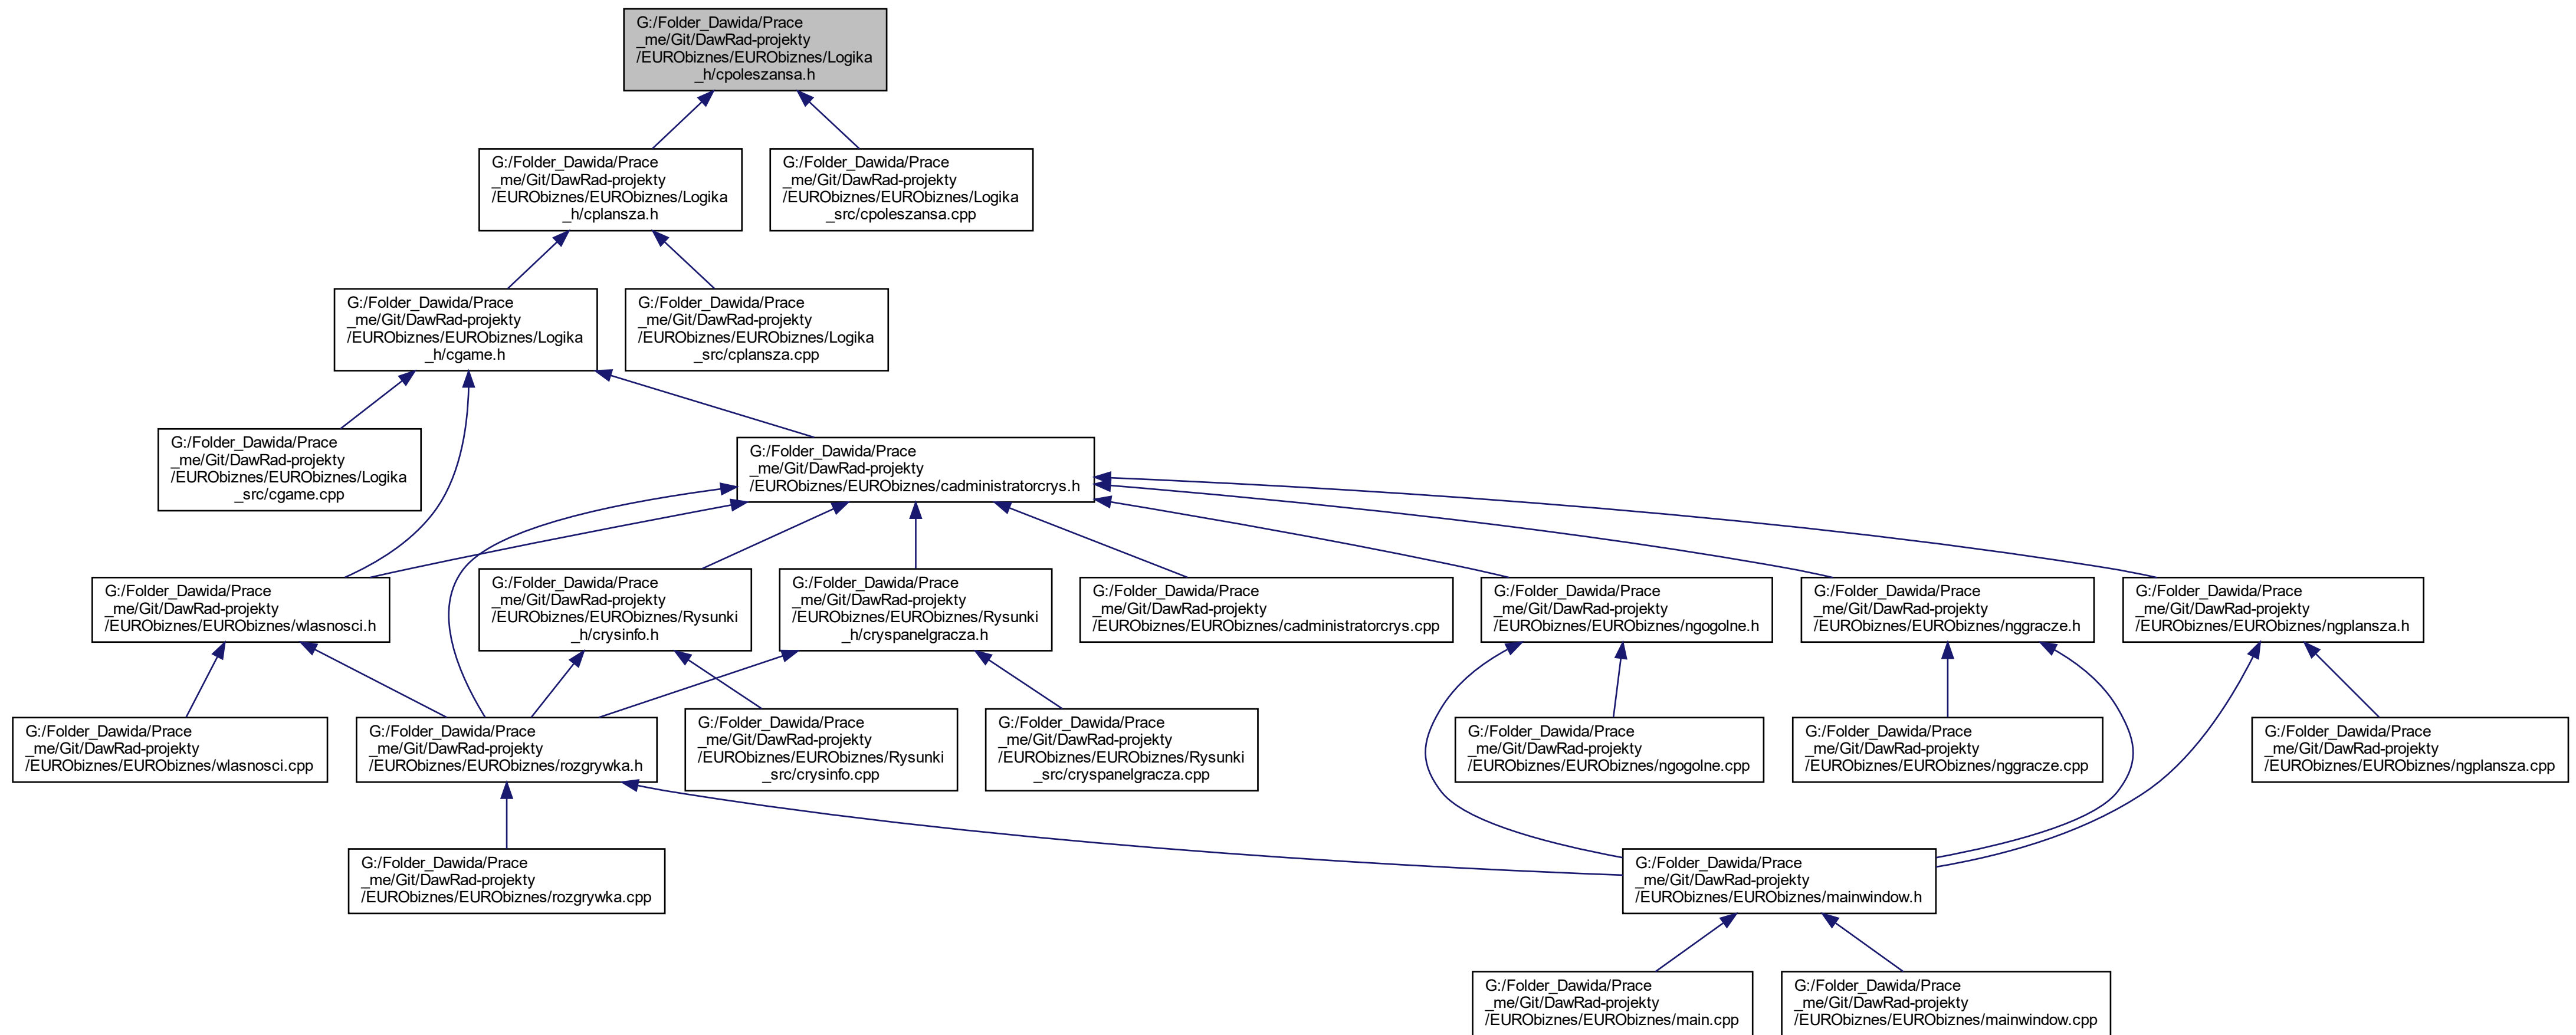 G:/Folder_Dawida/Prace
_me/Git/DawRad-projekty
/EURObiznes/EURObiznes/Logika
_h/cpoleszansa.h
G:/Folder_Dawida/Prace
_me/Git/DawRad-projekty
/EURObiznes/EURObiznes/Logika
_h/cplansza.h
G:/Folder_Dawida/Prace
_me/Git/DawRad-projekty
/EURObiznes/EURObiznes/Logika
_src/cpoleszansa.cpp
G:/Folder_Dawida/Prace
_me/Git/DawRad-projekty
/EURObiznes/EURObiznes/Logika
_h/cgame.h
G:/Folder_Dawida/Prace
_me/Git/DawRad-projekty
/EURObiznes/EURObiznes/Logika
_src/cplansza.cpp
G:/Folder_Dawida/Prace
_me/Git/DawRad-projekty
/EURObiznes/EURObiznes/Logika
_src/cgame.cpp
G:/Folder_Dawida/Prace
_me/Git/DawRad-projekty
/EURObiznes/EURObiznes/cadministratorcrys.h
G:/Folder_Dawida/Prace
_me/Git/DawRad-projekty
/EURObiznes/EURObiznes/wlasnosci.h
G:/Folder_Dawida/Prace
_me/Git/DawRad-projekty
/EURObiznes/EURObiznes/Rysunki
_h/crysinfo.h
G:/Folder_Dawida/Prace
_me/Git/DawRad-projekty
/EURObiznes/EURObiznes/Rysunki
_h/cryspanelgracza.h
G:/Folder_Dawida/Prace
_me/Git/DawRad-projekty
/EURObiznes/EURObiznes/cadministratorcrys.cpp
G:/Folder_Dawida/Prace
_me/Git/DawRad-projekty
/EURObiznes/EURObiznes/ngogolne.h
G:/Folder_Dawida/Prace
_me/Git/DawRad-projekty
/EURObiznes/EURObiznes/nggracze.h
G:/Folder_Dawida/Prace
_me/Git/DawRad-projekty
/EURObiznes/EURObiznes/ngplansza.h
G:/Folder_Dawida/Prace
_me/Git/DawRad-projekty
/EURObiznes/EURObiznes/wlasnosci.cpp
G:/Folder_Dawida/Prace
_me/Git/DawRad-projekty
/EURObiznes/EURObiznes/rozgrywka.h
G:/Folder_Dawida/Prace
_me/Git/DawRad-projekty
/EURObiznes/EURObiznes/Rysunki
_src/crysinfo.cpp
G:/Folder_Dawida/Prace
_me/Git/DawRad-projekty
/EURObiznes/EURObiznes/Rysunki
_src/cryspanelgracza.cpp
G:/Folder_Dawida/Prace
_me/Git/DawRad-projekty
/EURObiznes/EURObiznes/ngogolne.cpp
G:/Folder_Dawida/Prace
_me/Git/DawRad-projekty
/EURObiznes/EURObiznes/nggracze.cpp
G:/Folder_Dawida/Prace
_me/Git/DawRad-projekty
/EURObiznes/EURObiznes/ngplansza.cpp
G:/Folder_Dawida/Prace
_me/Git/DawRad-projekty
/EURObiznes/EURObiznes/rozgrywka.cpp
G:/Folder_Dawida/Prace
_me/Git/DawRad-projekty
/EURObiznes/EURObiznes/mainwindow.h
G:/Folder_Dawida/Prace
_me/Git/DawRad-projekty
/EURObiznes/EURObiznes/main.cpp
G:/Folder_Dawida/Prace
_me/Git/DawRad-projekty
/EURObiznes/EURObiznes/mainwindow.cpp